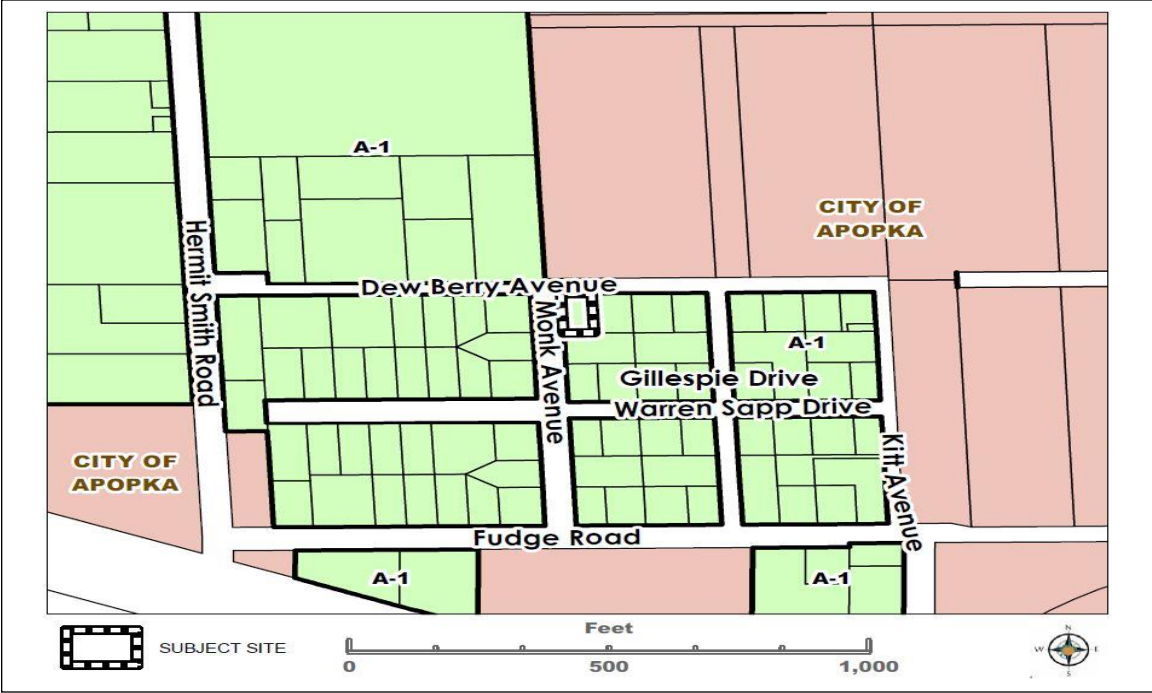 A-1
CITY OF
APOPKA
Hermit Smith Road
Dew Berry Avenue
Monk Avenue
A-1
Gillespie Drive
Warren Sapp Drive
CITY OF
APOPKA
Kitt Avenue
Fudge Road
A-1
A-1
SUBJECT SITE
Feet
0 500 1,000
N
W E
S